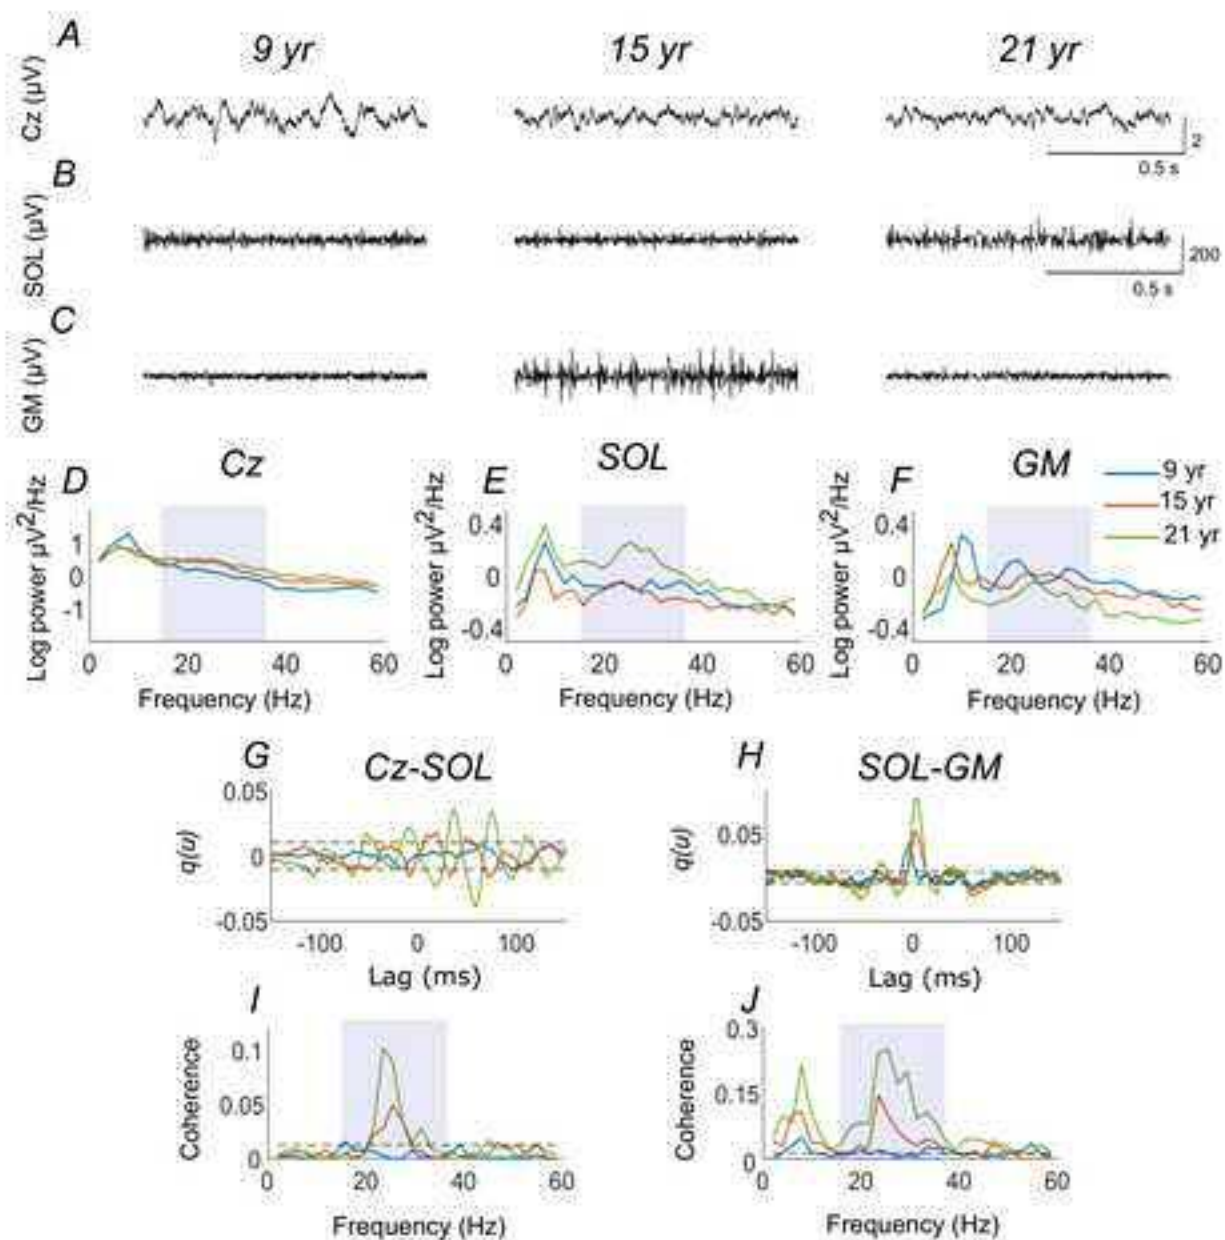 A
9 yr 15 yr 21 yr
Cz (µV)
2
0.5 s
B
SOL (µV)
200
0.5 s
C
GM (µV)
D Cz E SOL F GM
9 yr
15 yr
21 yr
Log power µV²/Hz
1
0
-1
0 20 40 60
Frequency (Hz)
Log power µV²/Hz
0.4
0
-0.4
0 20 40 60
Frequency (Hz)
Log power µV²/Hz
0.4
0
-0.4
0 20 40 60
Frequency (Hz)
G Cz-SOL
q(u)
0.05
0
-0.05
-100 0 100
Lag (ms)
H SOL-GM
q(u)
0.05
-0.05
-100 0 100
Lag (ms)
I
Coherence
0.1
0.05
0
0 20 40 60
Frequency (Hz)
J
Coherence
0.3
0.15
0
0 20 40 60
Frequency (Hz)